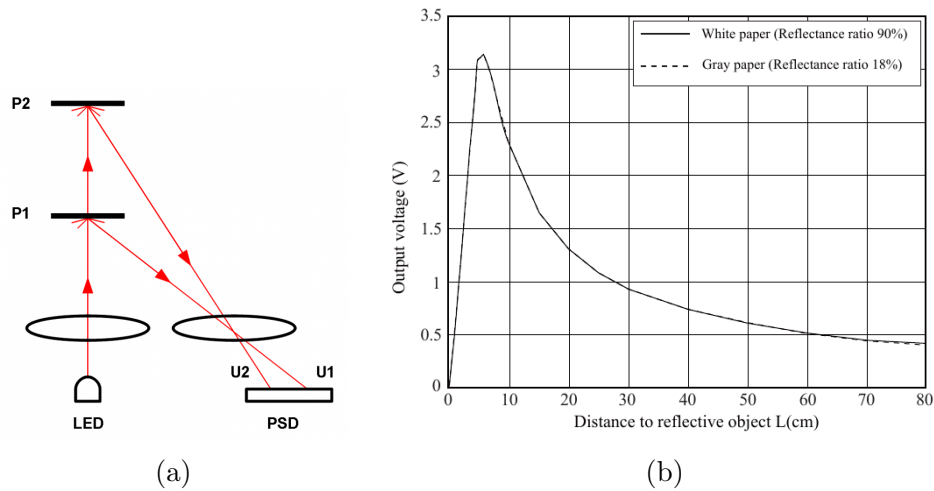 P2
P1
U2
U1
LED
PSD
(a)
3.5
3
2.5
2
1.5
1
0.5
0
Output voltage (V)
White paper (Reflectance ratio 90%)
Gray paper (Reflectance ratio 18%)
0 10 20 30 40 50 60 70 80
Distance to reflective object L(cm)
(b)